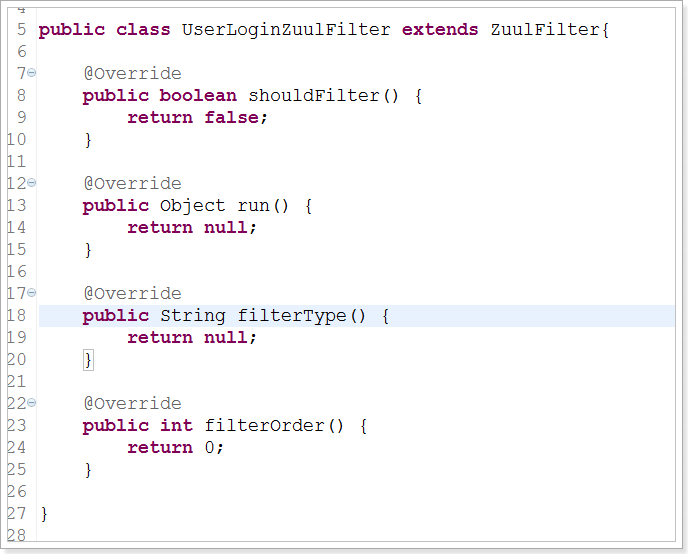 4
5 public class UserLoginZuulFilter extends ZuulFilter{
6
7 @Override
8 public boolean shouldFilter() {
9 return false;
10 }
11
12 @Override
13 public Object run() {
14 return null;
15 }
16
17 @Override
18 public String filterType() {
19 return null;
20 }
21
22 @Override
23 public int filterOrder() {
24 return 0;
25 }
26
27 }
28